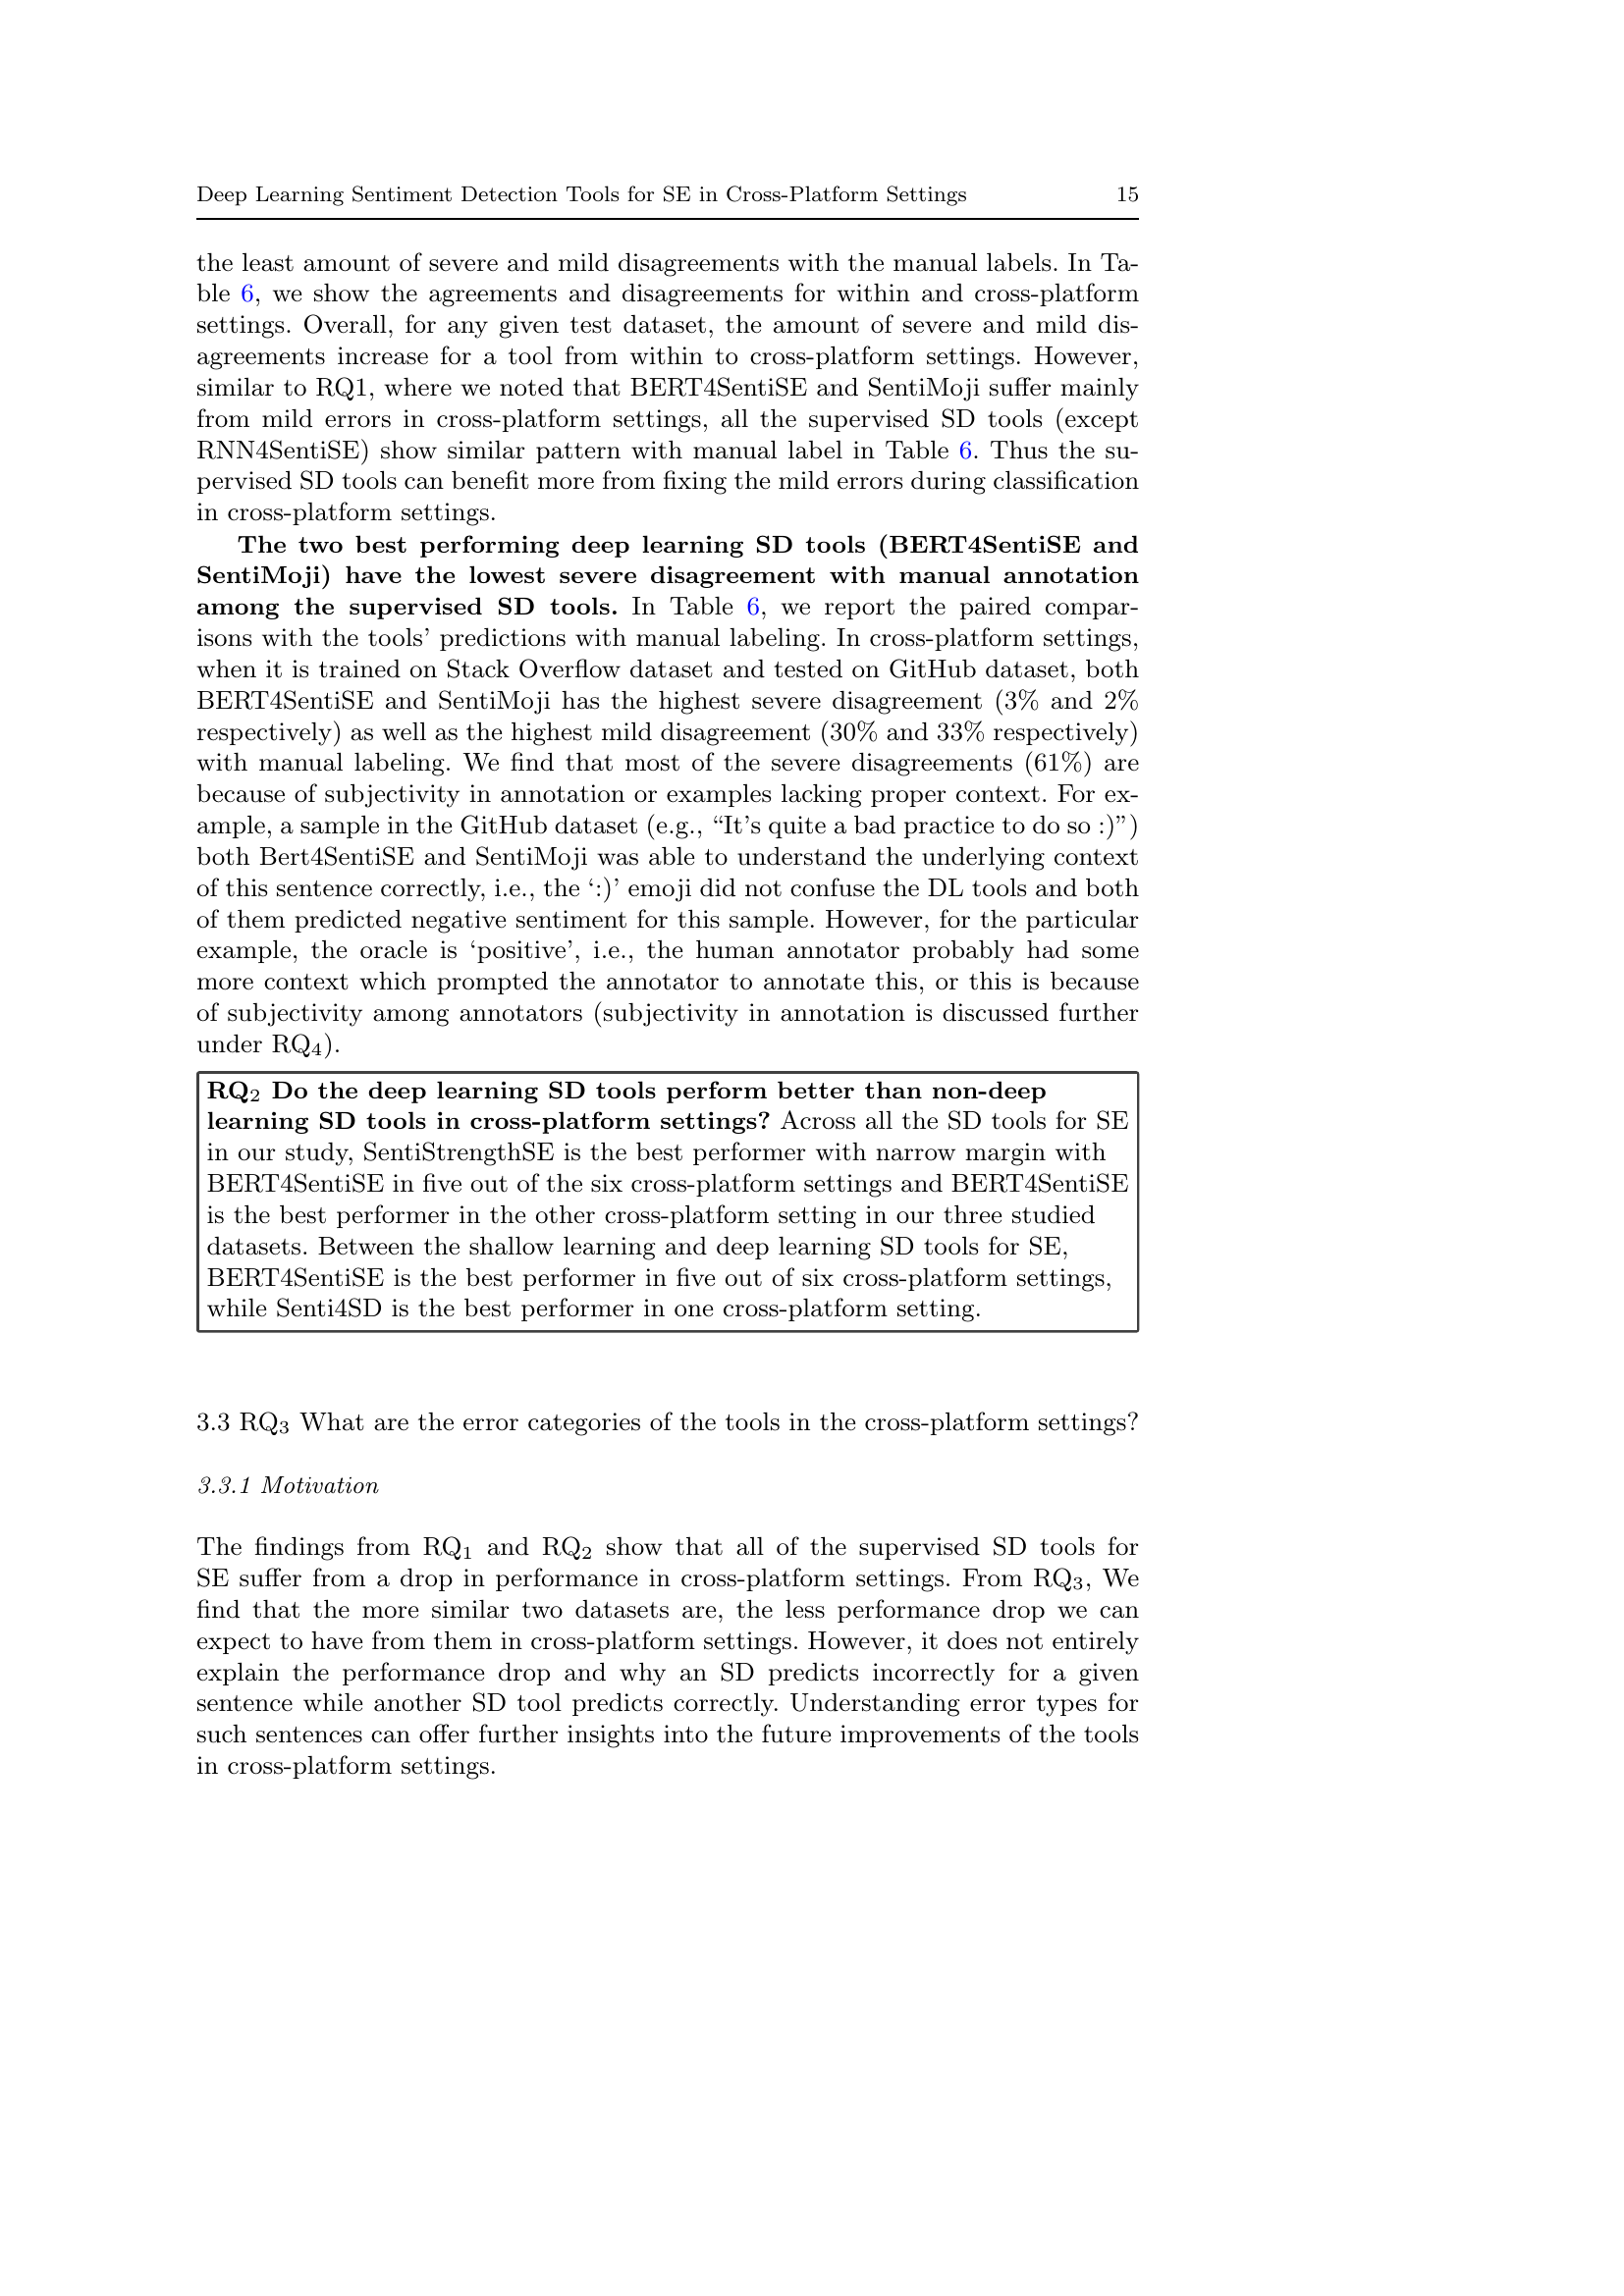 Deep Learning Sentiment Detection Tools for SE in Cross-Platform Settings 15
the least amount of severe and mild disagreements with the manual labels. In Ta-
ble 6, we show the agreements and disagreements for within and cross-platform
settings. Overall, for any given test dataset, the amount of severe and mild dis-
agreements increase for a tool from within to cross-platform settings. However,
similar to RQ1, where we noted that BERT4SentiSE and SentiMoji suffer mainly
from mild errors in cross-platform settings, all the supervised SD tools (except
RNN4SentiSE) show similar pattern with manual label in Table 6. Thus the su-
pervised SD tools can benefit more from fixing the mild errors during classification
in cross-platform settings.
The two best performing deep learning SD tools (BERT4SentiSE and
SentiMoji) have the lowest severe disagreement with manual annotation
among the supervised SD tools. In Table 6, we report the paired compar-
isons with the tools’ predictions with manual labeling. In cross-platform settings,
when it is trained on Stack Overflow dataset and tested on GitHub dataset, both
BERT4SentiSE and SentiMoji has the highest severe disagreement (3% and 2%
respectively) as well as the highest mild disagreement (30% and 33% respectively)
with manual labeling. We find that most of the severe disagreements (61%) are
because of subjectivity in annotation or examples lacking proper context. For ex-
ample, a sample in the GitHub dataset (e.g., “It’s quite a bad practice to do so :)”)
both Bert4SentiSE and SentiMoji was able to understand the underlying context
of this sentence correctly, i.e., the ‘:)’ emoji did not confuse the DL tools and both
of them predicted negative sentiment for this sample. However, for the particular
example, the oracle is ‘positive’, i.e., the human annotator probably had some
more context which prompted the annotator to annotate this, or this is because
of subjectivity among annotators (subjectivity in annotation is discussed further
under RQ4).
RQ2 Do the deep learning SD tools perform better than non-deep
learning SD tools in cross-platform settings? Across all the SD tools for SE
in our study, SentiStrengthSE is the best performer with narrow margin with
BERT4SentiSE in five out of the six cross-platform settings and BERT4SentiSE
is the best performer in the other cross-platform setting in our three studied
datasets. Between the shallow learning and deep learning SD tools for SE,
BERT4SentiSE is the best performer in five out of six cross-platform settings,
while Senti4SD is the best performer in one cross-platform setting.
3.3 RQ3 What are the error categories of the tools in the cross-platform settings?
3.3.1 Motivation
The findings from RQ1 and RQ2 show that all of the supervised SD tools for
SE suffer from a drop in performance in cross-platform settings. From RQ3, We
find that the more similar two datasets are, the less performance drop we can
expect to have from them in cross-platform settings. However, it does not entirely
explain the performance drop and why an SD predicts incorrectly for a given
sentence while another SD tool predicts correctly. Understanding error types for
such sentences can offer further insights into the future improvements of the tools
in cross-platform settings.